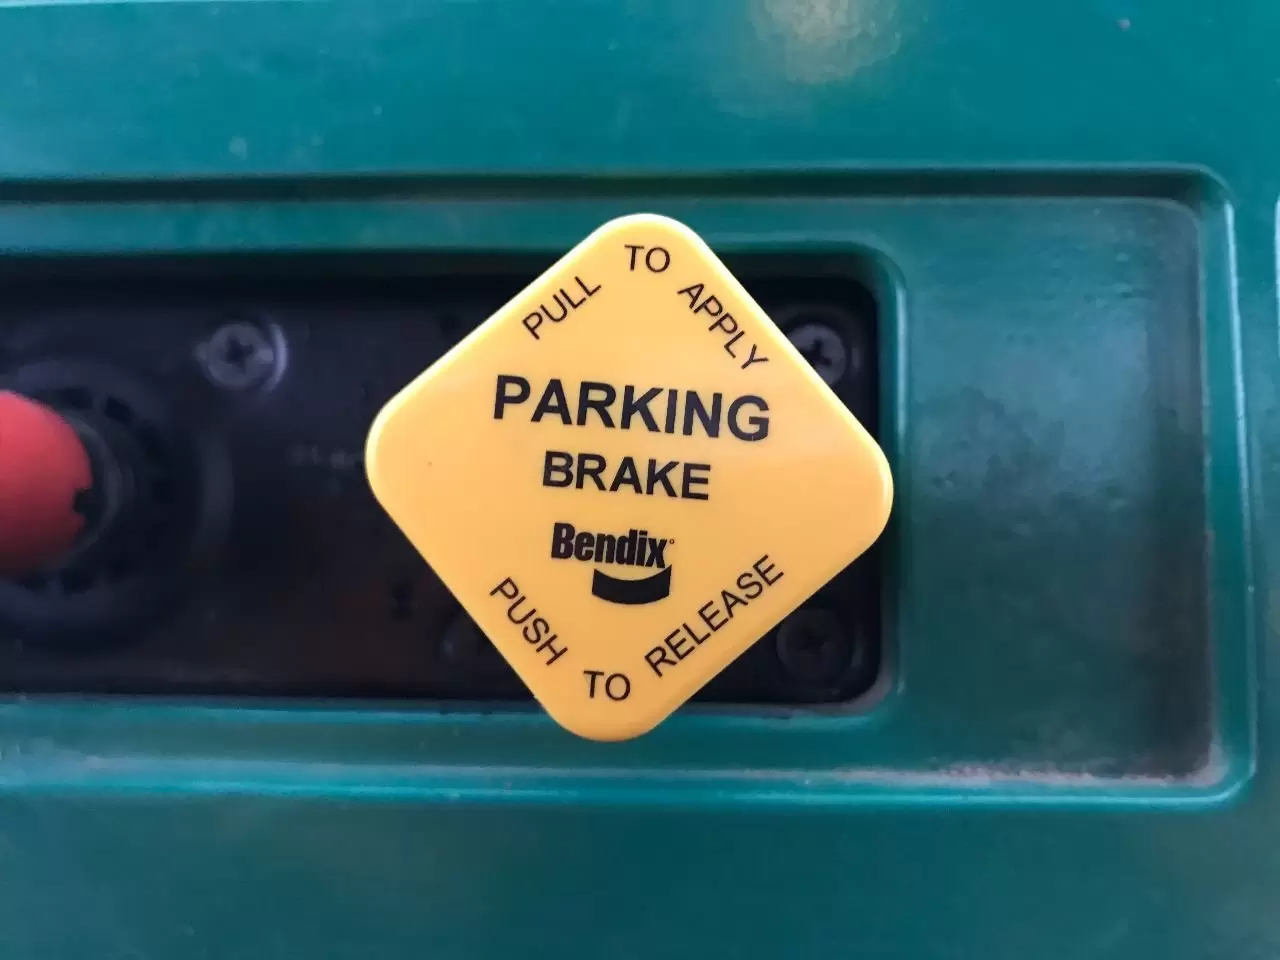 PULL TO APPLY
PARKING
BRAKE
Bendix®
PUSH TO RELEASE